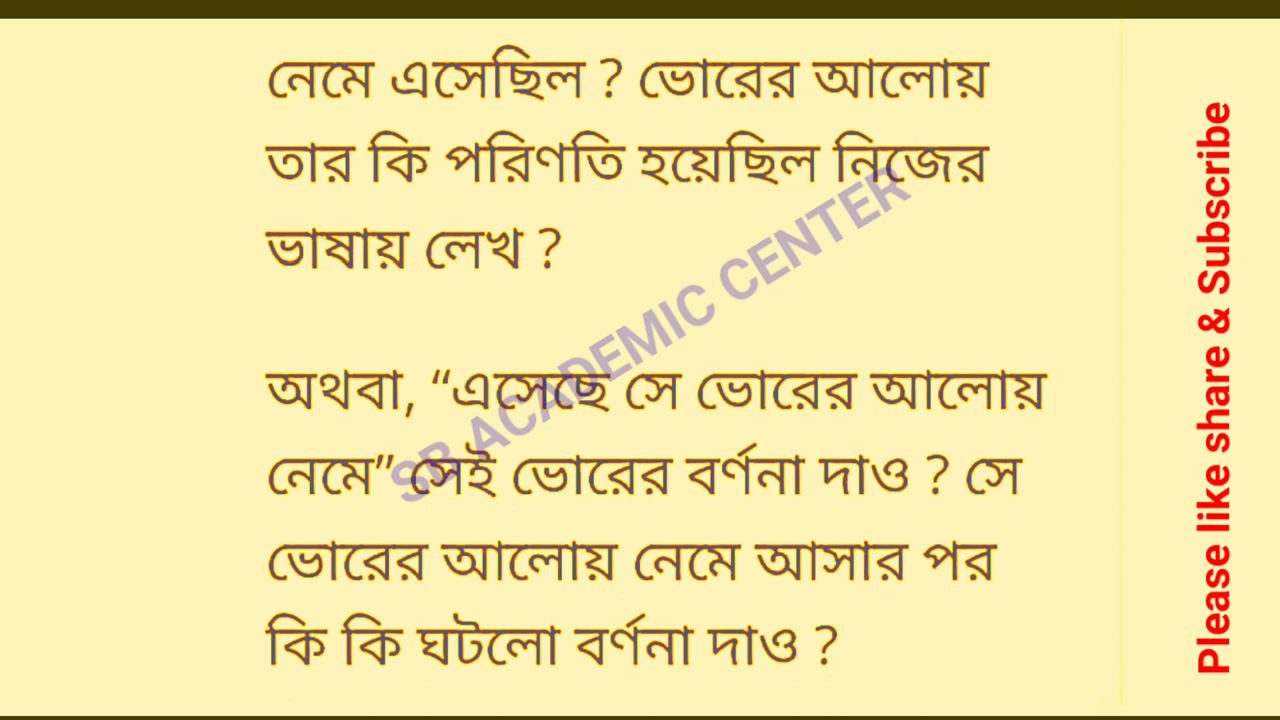 নেমে এসেছিল ? ভোরের আলোয়
তার কি পরিণতি হয়েছিল নিজের
ভাষায় লেখ ?
অথবা, “এসেছে সে ভোরের আলোয়
নেমে” সেই ভোরের বর্ণনা দাও ? সে
ভোরের আলোয় নেমে আসার পর
কি কি ঘটলো বর্ণনা দাও ?
SB ACADEMIC CENTER
Please like share & Subscribe